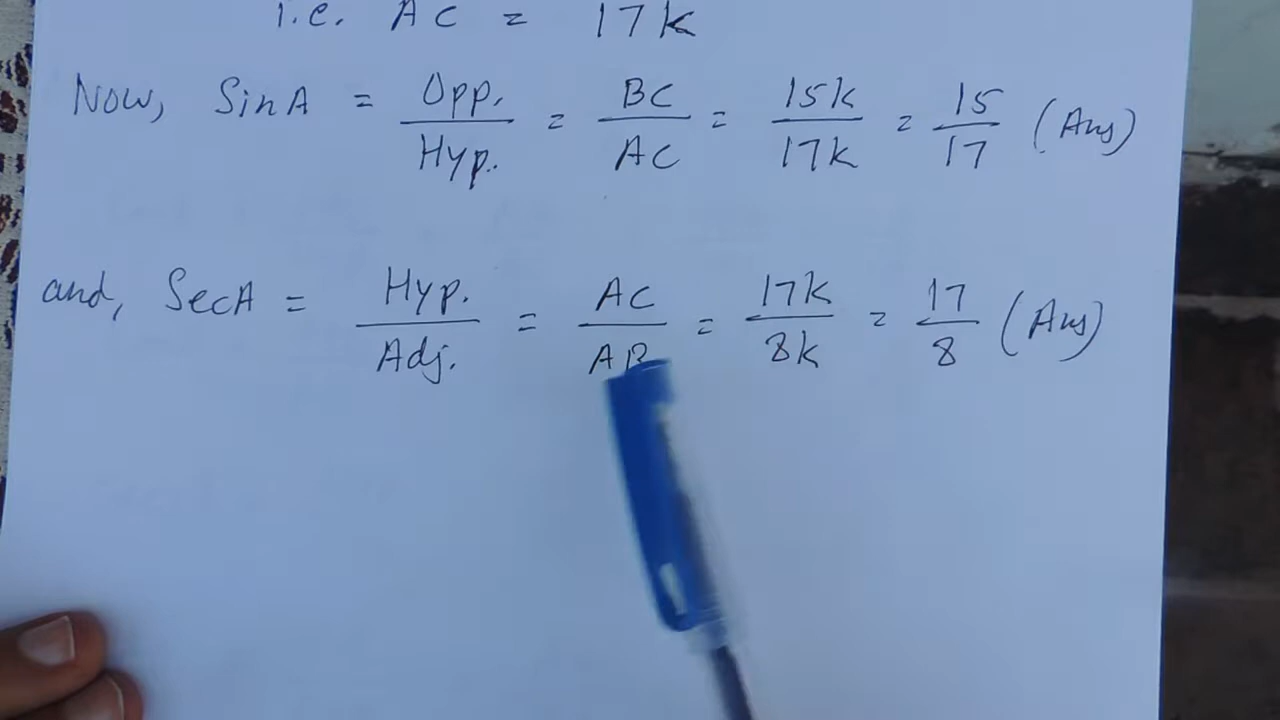 i.e. AC = 17k
Now, SinA = Opp./Hyp. = BC/AC = 15k/17k = 15/17 (Ans)
and, SecA = Hyp./Adj. = AC/AB = 17k/8k = 17/8 (Ans)